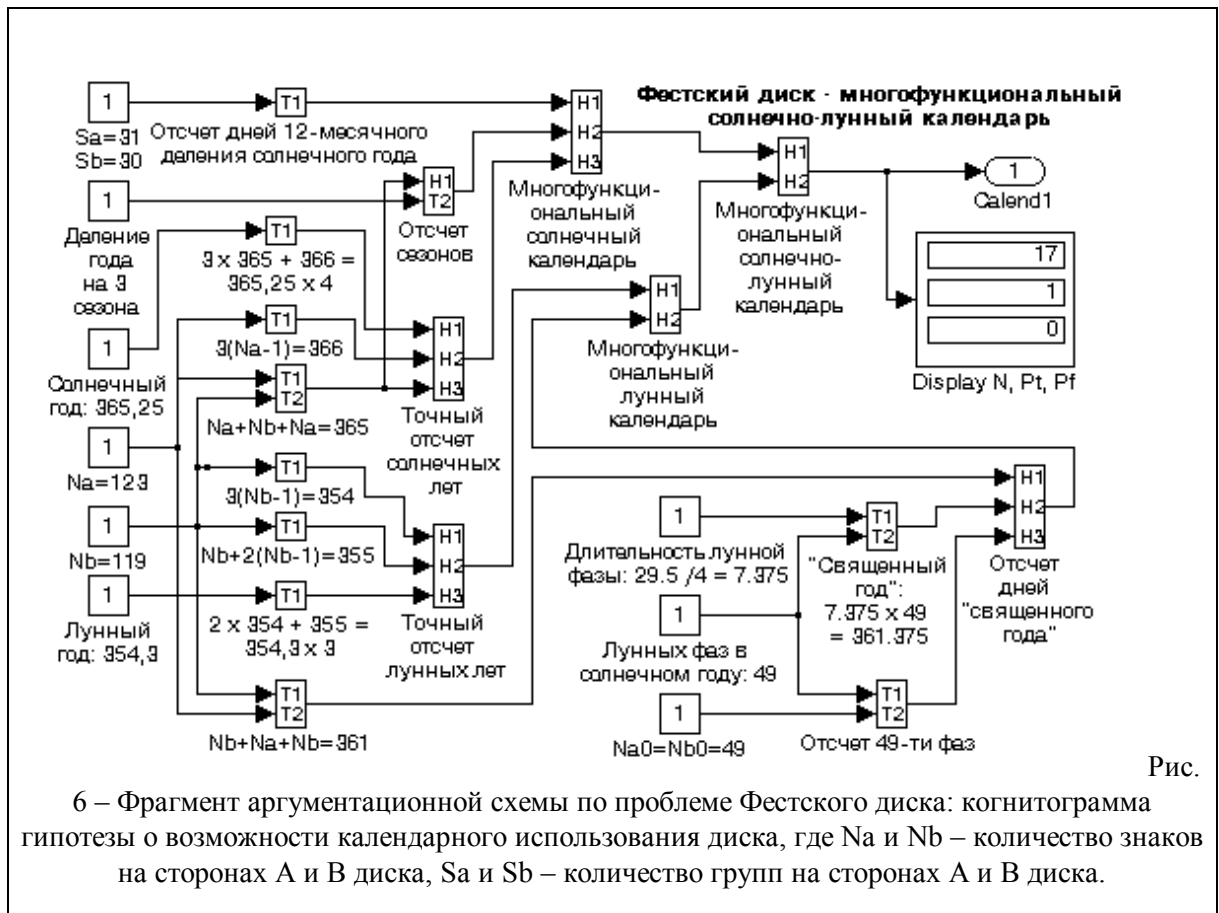 Фестский диск - многофункциональный
солнечно-лунный календарь
1
Sa=31
Sb=30
T1
Отсчет дней 12-месячного
деления солнечного года
1
Деление
года
на 3
сезона
H1
T2
Отсчет
сезонов
H1
H2
H3
Многофункци-
ональный
солнечный
календарь
H1
H2
Многофункци-
ональный
солнечно-
лунный
календарь
1
Calend1
17
1
0
Display N, Pt, Pf
1
Солнечный
год: 365,25
T1
3 x 365 + 366 =
365,25 x 4
T1
3(Na-1)=366
T1
T2
Na+Nb+Na=365
H1
H2
H3
Точный
отсчет
солнечных
лет
H1
H2
Многофункци-
ональный
лунный
календарь
1
Na=123
1
Nb=119
1
Лунный
год: 354,3
T1
3(Nb-1)=354
T1
Nb+2(Nb-1)=355
T1
2 x 354 + 355 =
354,3 x 3
H1
H2
H3
Точный
отсчет
лунных лет
T1
T2
Nb+Na+Nb=361
1
Длительность лунной
фазы: 29.5 /4 = 7.375
1
Лунных фаз в
солнечном году: 49
1
Na0=Nb0=49
T1
T2
"Священный
год":
7.375 x 49
= 361.375
T1
T2
Отсчет 49-ти фаз
H1
H2
H3
Отсчет
дней
"священного
года"
Рис.
6 – Фрагмент аргументационной схемы по проблеме Фестского диска: когнитограмма
гипотезы о возможности календарного использования диска, где Na и Nb – количество знаков
на сторонах А и В диска, Sa и Sb – количество групп на сторонах А и В диска.